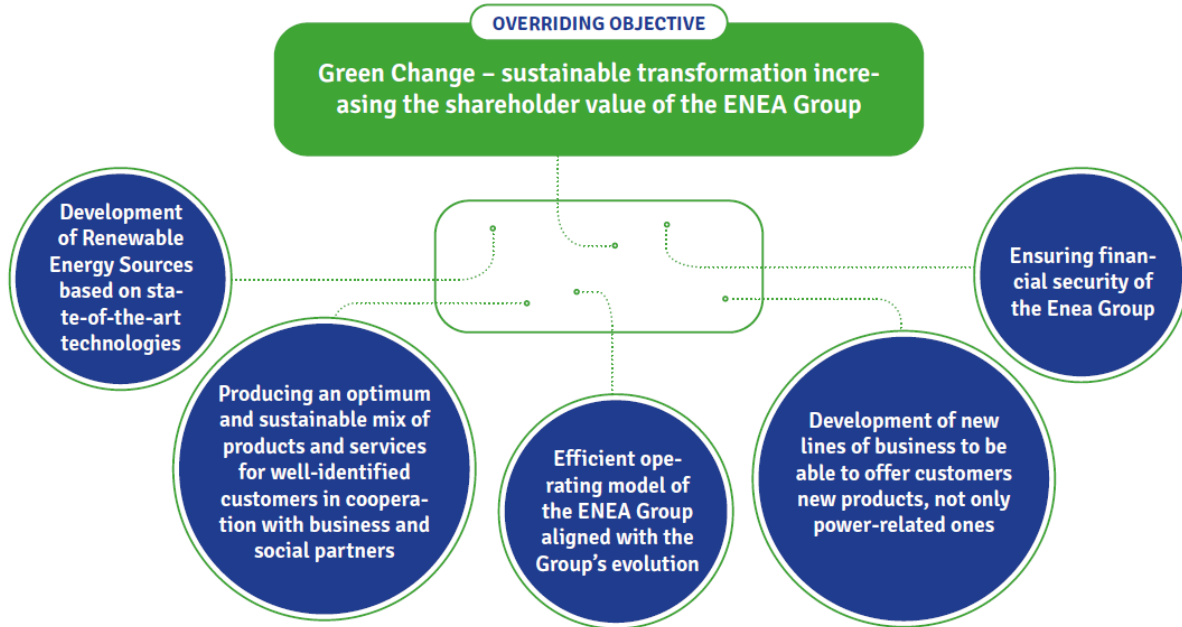 OVERRIDING OBJECTIVE
Green Change – sustainable transformation incre-
asing the shareholder value of the ENEA Group
Development
of Renewable
Energy Sources
based on sta-
te-of-the-art
technologies
Producing an optimum
and sustainable mix of
products and services
for well-identified
customers in coopera-
tion with business and
social partners
Efficient ope-
rating model of
the ENEA Group
aligned with the
Group’s evolution
Development of new
lines of business to be
able to offer customers
new products, not only
power-related ones
Ensuring finan-
cial security of
the Enea Group